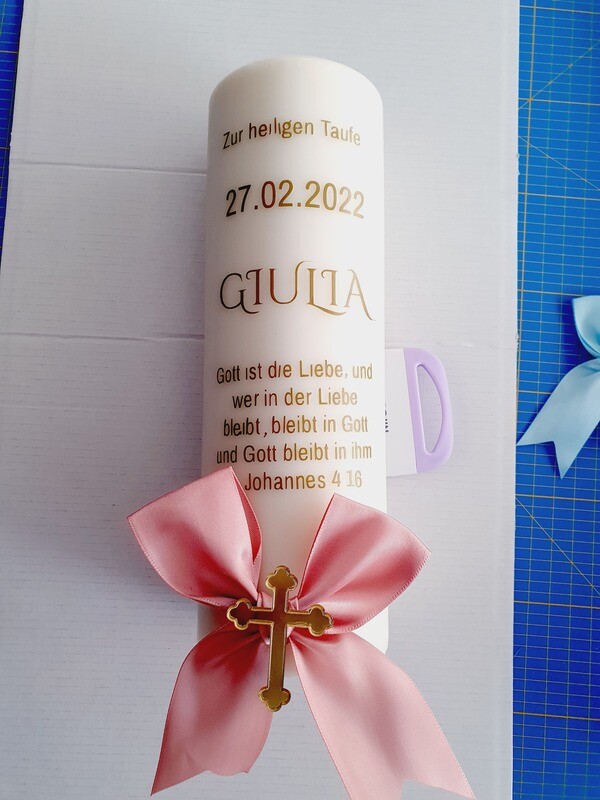 Zur heiligen Taufe
27.02.2022
GIULIA
Gott ist die Liebe, und
wer in der Liebe
bleibt, bleibt in Gott
und Gott bleibt in ihm
Johannes 4 16